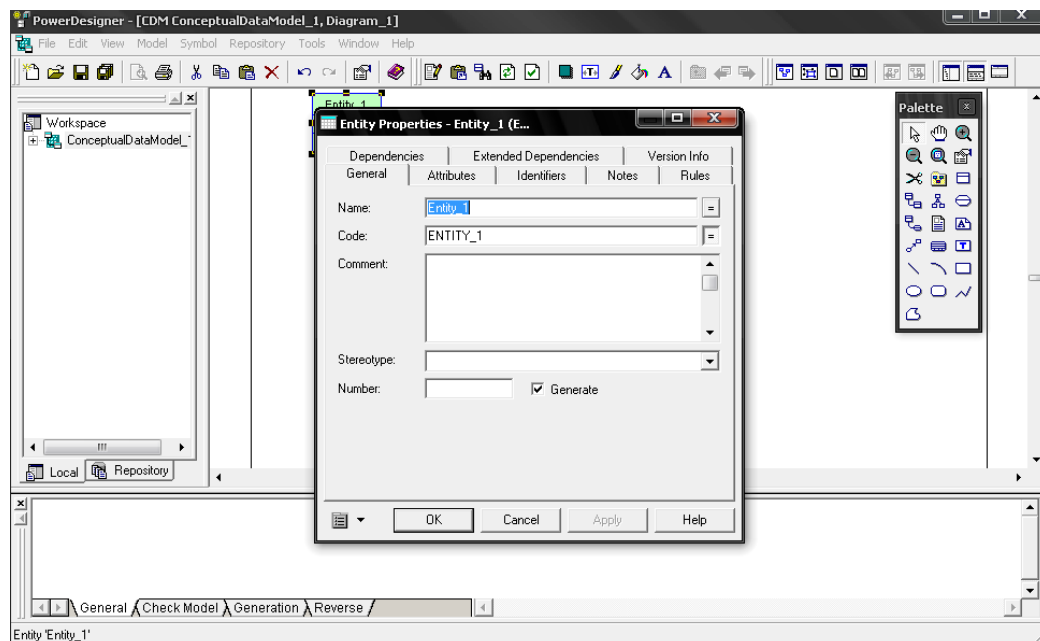 PowerDesigner - [CDM ConceptualDataModel_1, Diagram_1]
File Edit View Model Symbol Repository Tools Window Help
Workspace
ConceptualDataModel_
Local Repository
Entity_1
Entity Properties - Entity_1 (E...
Dependencies Extended Dependencies Version Info
General Attributes Identifiers Notes Rules
Name: Entity_1 =
Code: ENTITY_1 =
Comment:
Stereotype:
Number: Generate
OK Cancel Apply Help
Palette
General Check Model Generation Reverse
Entity 'Entity_1'